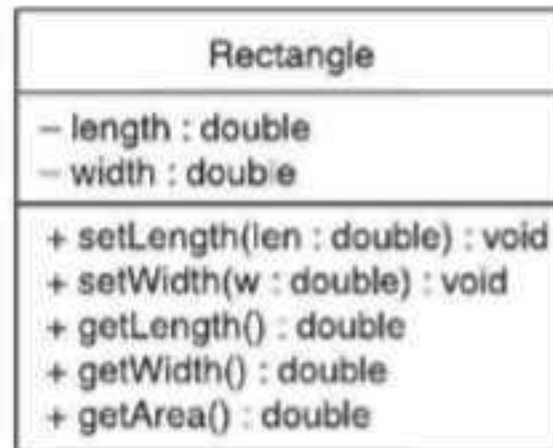 Rectangle
– length : double
– width : double
+ setLength(len : double) : void
+ setWidth(w : double) : void
+ getLength() : double
+ getWidth() : double
+ getArea() : double